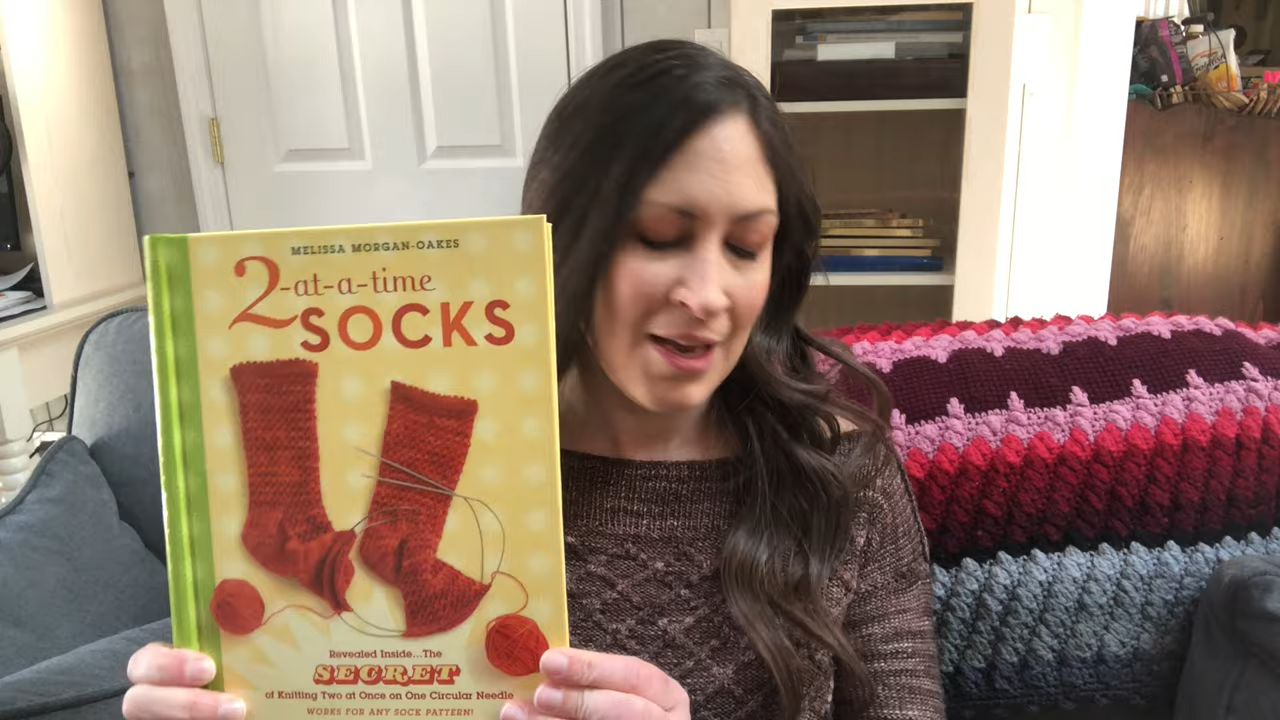 MELISSA MORGAN-OAKES
2-at-a-time
SOCKS
Revealed Inside...The
SECRET
of Knitting Two at Once on One Circular Needle
WORKS FOR ANY SOCK PATTERN!